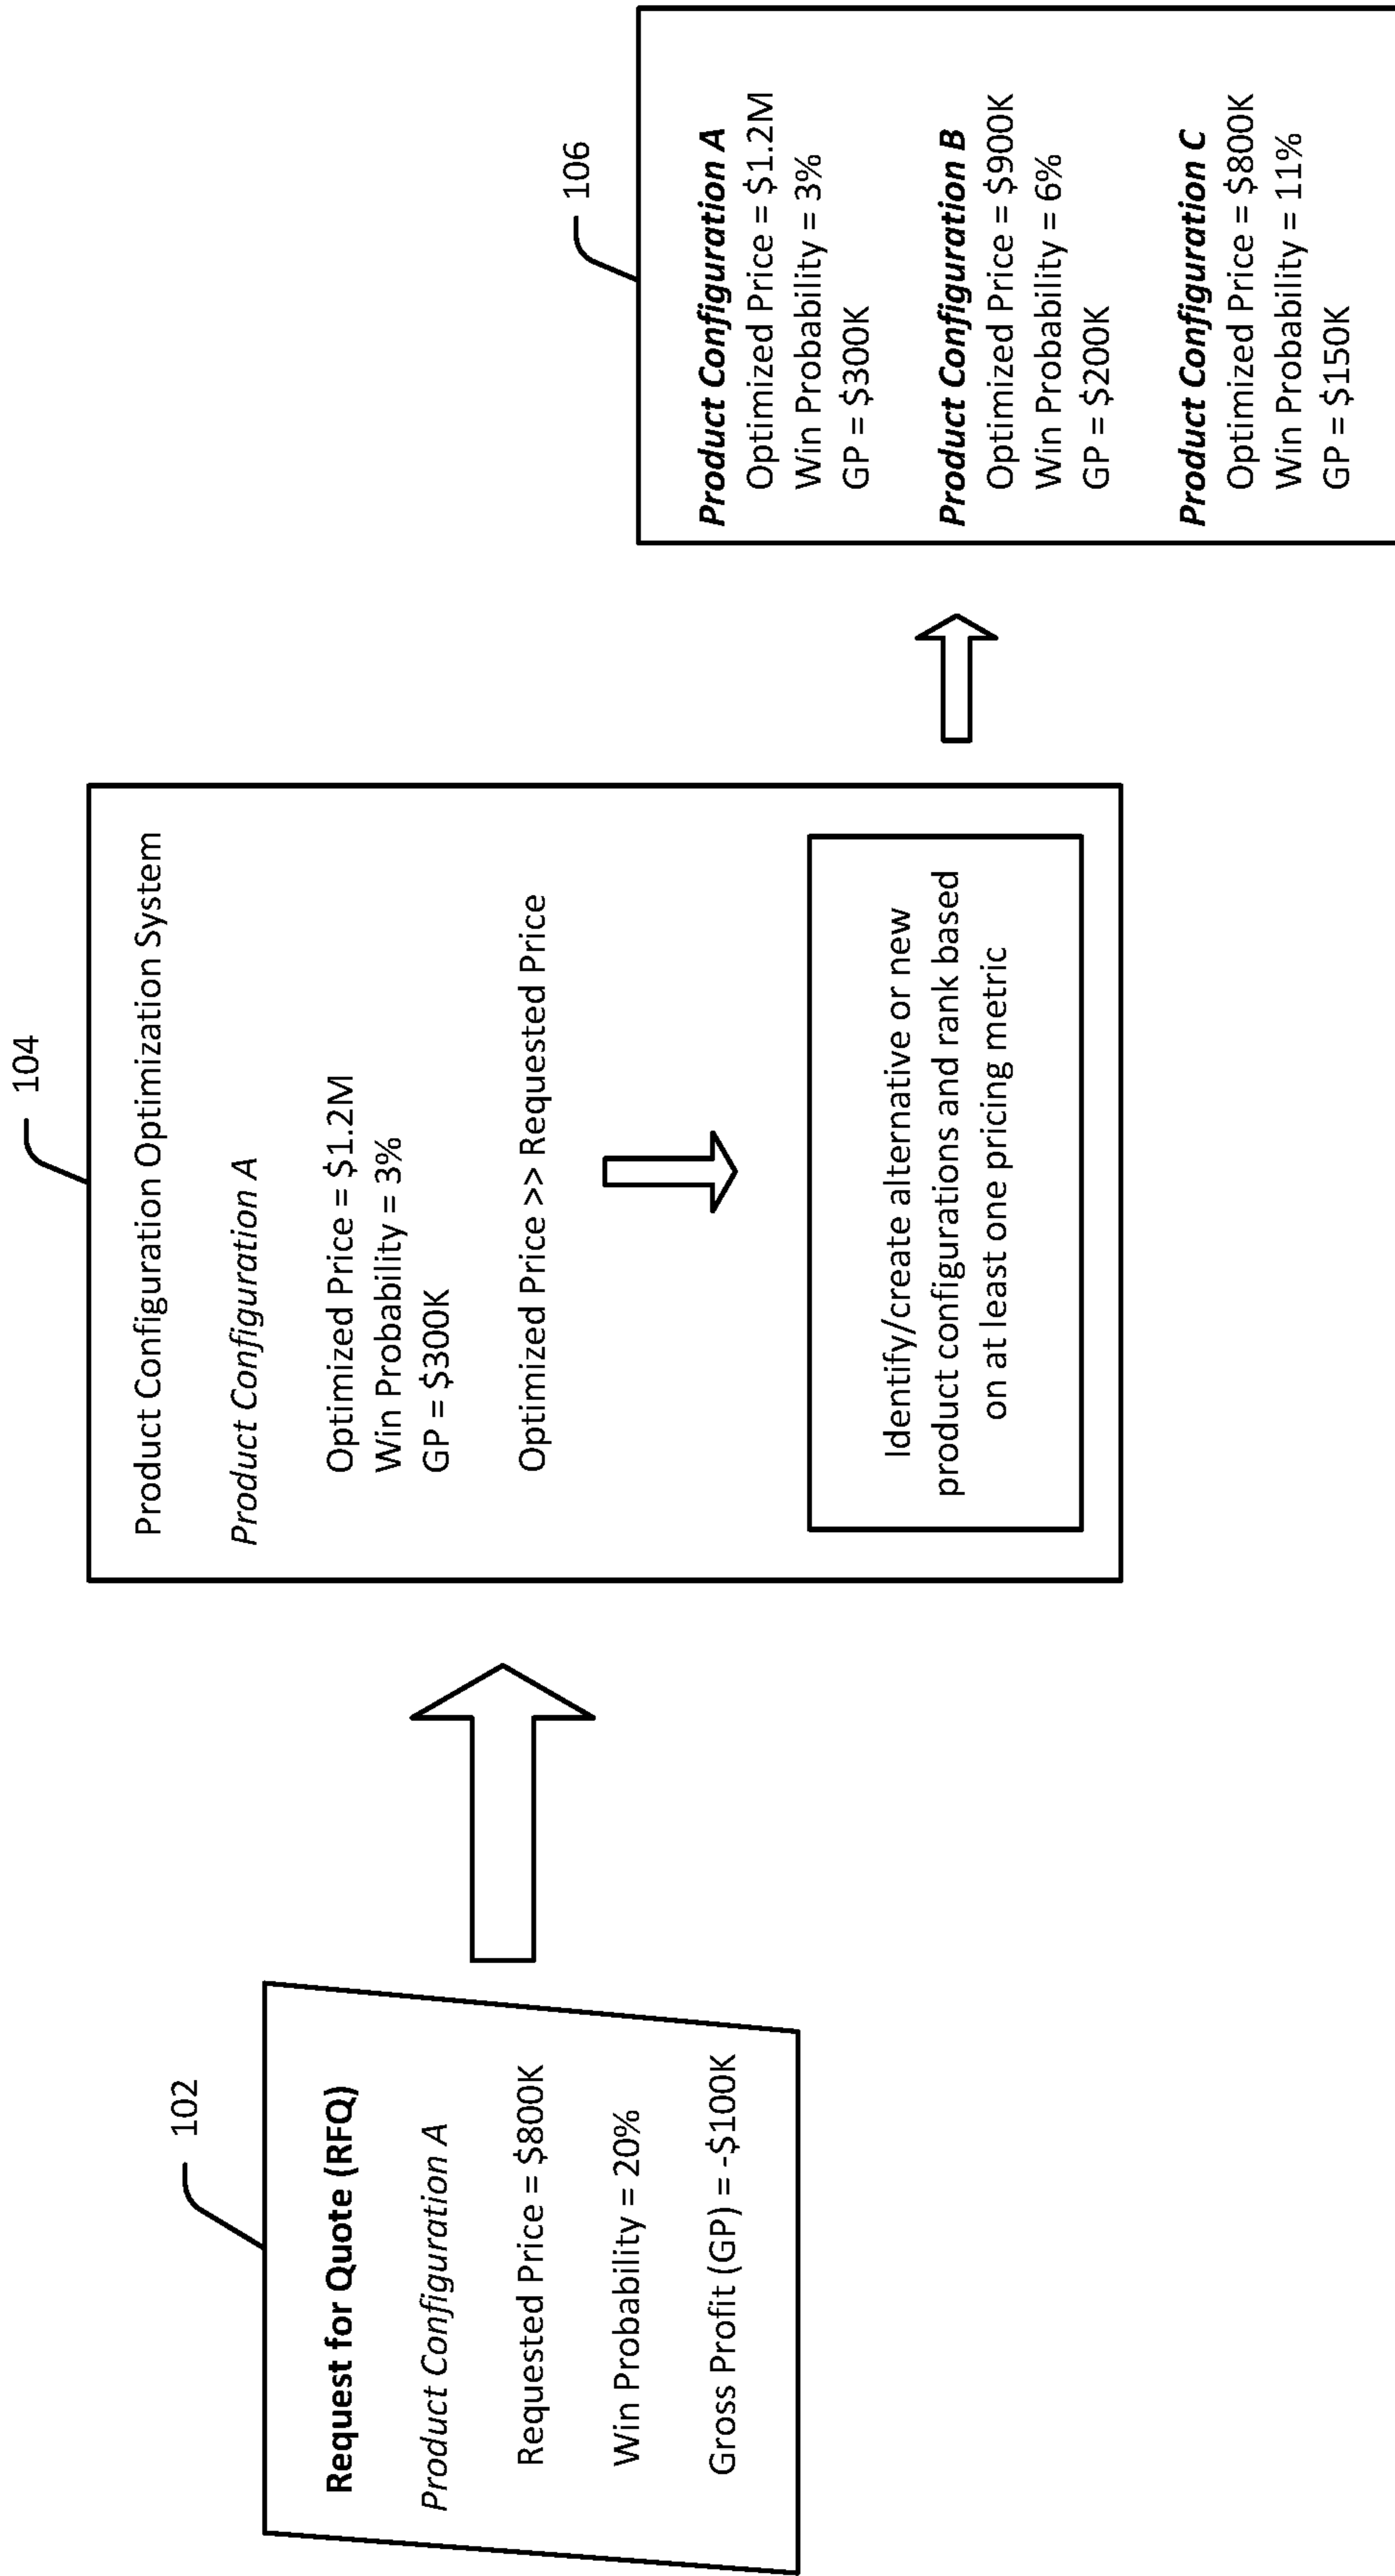 102
Request for Quote (RFQ)
Product Configuration A
Requested Price = $800K
Win Probability = 20%
Gross Profit (GP) = -$100K
104
Product Configuration Optimization System
Product Configuration A
Optimized Price = $1.2M
Win Probability = 3%
GP = $300K
Optimized Price >> Requested Price
Identify/create alternative or new
product configurations and rank based
on at least one pricing metric
106
Product Configuration A
Optimized Price = $1.2M
Win Probability = 3%
GP = $300K
Product Configuration B
Optimized Price = $900K
Win Probability = 6%
GP = $200K
Product Configuration C
Optimized Price = $800K
Win Probability = 11%
GP = $150K